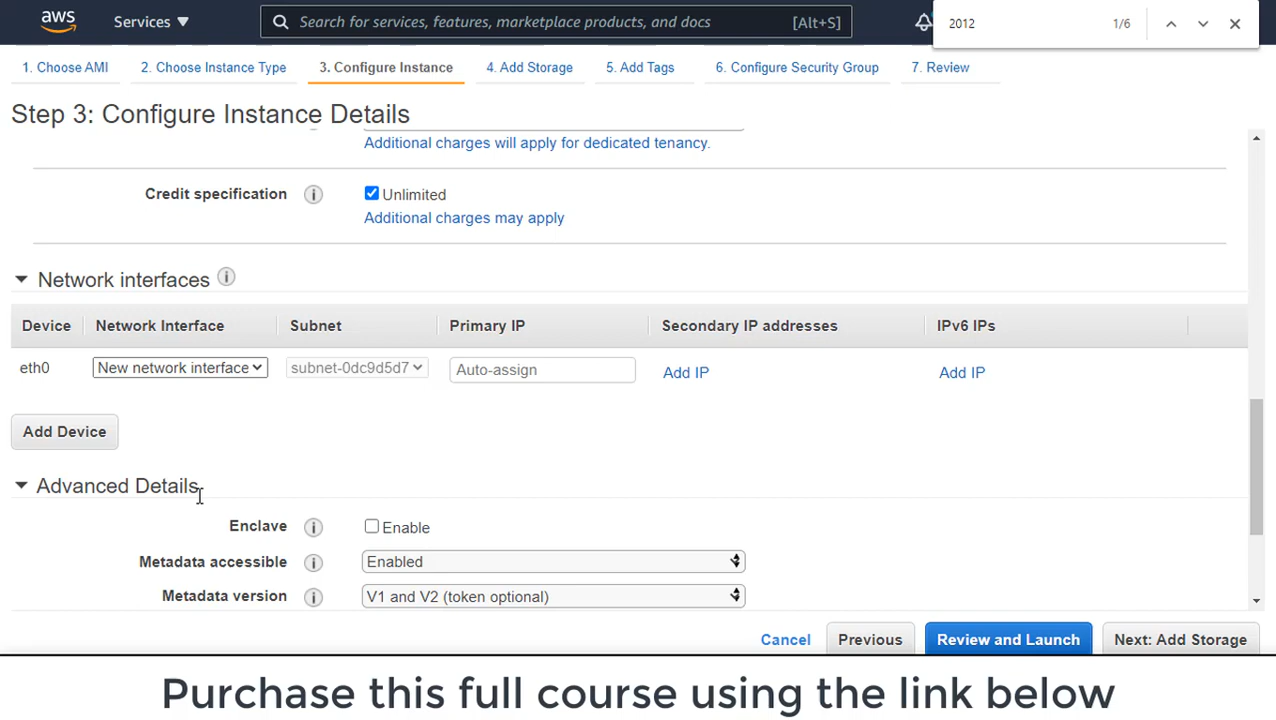 aws
Services
Search for services, features, marketplace products, and docs [Alt+S]
2012 1/6
1. Choose AMI 2. Choose Instance Type 3. Configure Instance 4. Add Storage 5. Add Tags 6. Configure Security Group 7. Review
Step 3: Configure Instance Details
Additional charges will apply for dedicated tenancy.
Credit specification i Unlimited
Additional charges may apply
Network interfaces i
Device Network Interface Subnet Primary IP Secondary IP addresses IPv6 IPs
eth0 New network interface subnet-0dc9d5d7 Auto-assign Add IP Add IP
Add Device
Advanced Details
Enclave i Enable
Metadata accessible i Enabled
Metadata version i V1 and V2 (token optional)
Cancel Previous Review and Launch Next: Add Storage
Purchase this full course using the link below